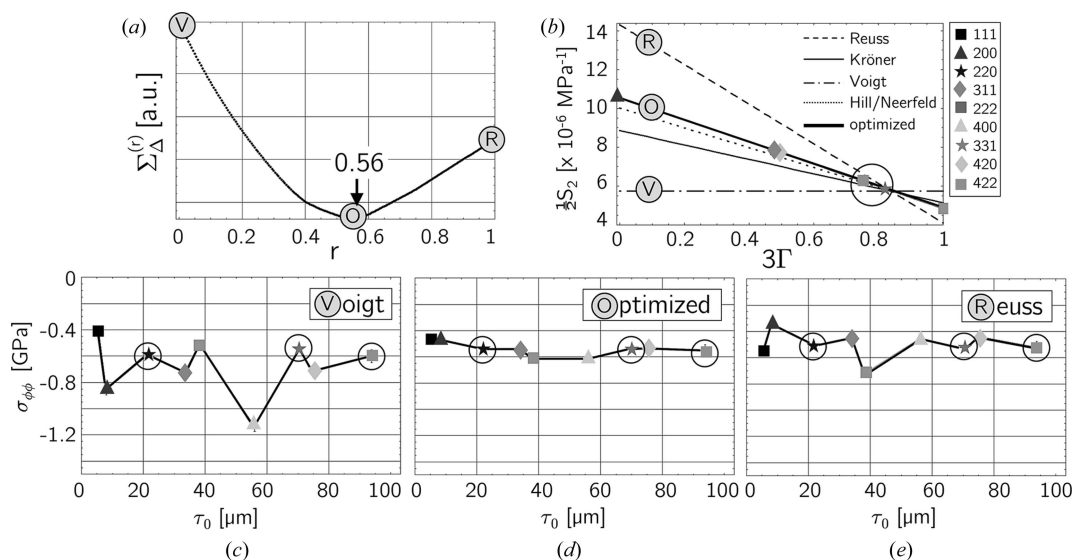 (a)
V
Σ_Δ^(r) [a.u.]
0.56
O
R
0 0.2 0.4 0.6 0.8 1
r
(b)
14
12
10
8
6
4
½S₂ [x 10⁻⁶ MPa⁻¹]
R
O
V
Reuss
Kröner
Voigt
Hill/Neerfeld
optimized
0 0.2 0.4 0.6 0.8 1
3Γ
111
200
220
311
222
400
331
420
422
0
-0.4
-0.8
-1.2
σ_ϕϕ [GPa]
Voigt
0 20 40 60 80 100
τ₀ [µm]
(c)
Optimized
0 20 40 60 80 100
τ₀ [µm]
(d)
Reuss
0 20 40 60 80 100
τ₀ [µm]
(e)